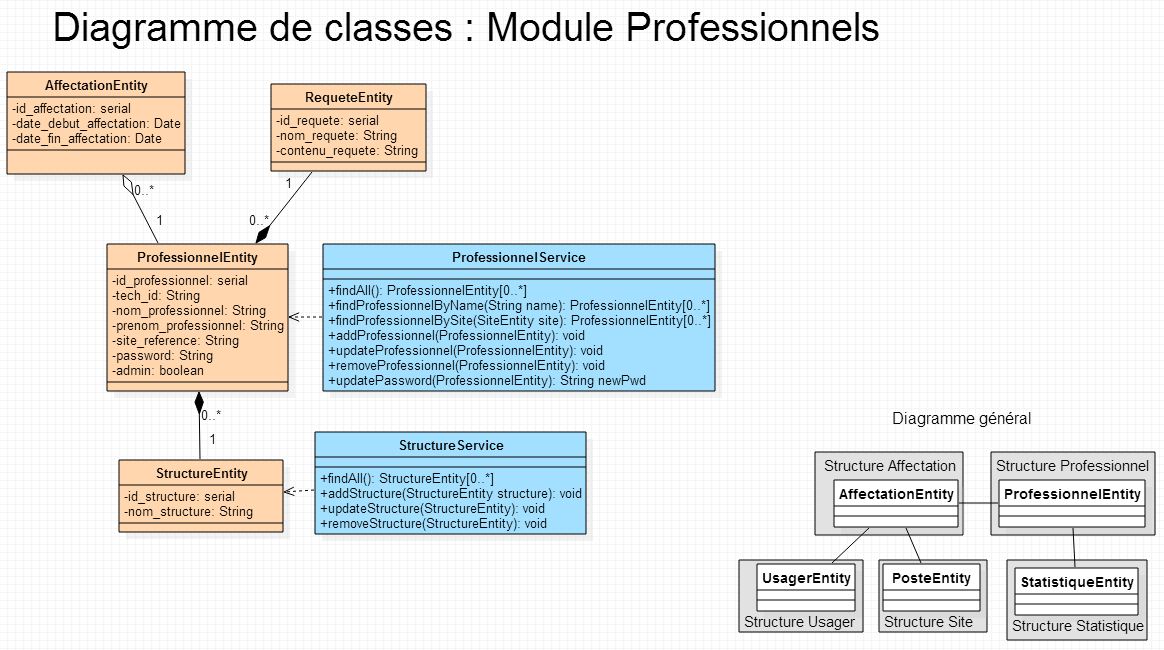 Diagramme de classes : Module Professionnels
AffectationEntity
-id_affectation: serial
-date_debut_affectation: Date
-date_fin_affectation: Date
RequeteEntity
-id_requete: serial
-nom_requete: String
-contenu_requete: String
0..*
1
1
0..*
ProfessionnelEntity
-id_professionnel: serial
-tech_id: String
-nom_professionnel: String
-prenom_professionnel: String
-site_reference: String
-password: String
-admin: boolean
ProfessionnelService
+findAll(): ProfessionnelEntity[0..*]
+findProfessionnelByName(String name): ProfessionnelEntity[0..*]
+findProfessionnelBySite(SiteEntity site): ProfessionnelEntity[0..*]
+addProfessionnel(ProfessionnelEntity): void
+updateProfessionnel(ProfessionnelEntity): void
+removeProfessionnel(ProfessionnelEntity): void
+updatePassword(ProfessionnelEntity): String newPwd
0..*
1
StructureEntity
-id_structure: serial
-nom_structure: String
StructureService
+findAll(): StructureEntity[0..*]
+addStructure(StructureEntity structure): void
+updateStructure(StructureEntity): void
+removeStructure(StructureEntity): void
Diagramme général
Structure Affectation
AffectationEntity
Structure Professionnel
ProfessionnelEntity
UsagerEntity
Structure Usager
PosteEntity
Structure Site
StatistiqueEntity
Structure Statistique